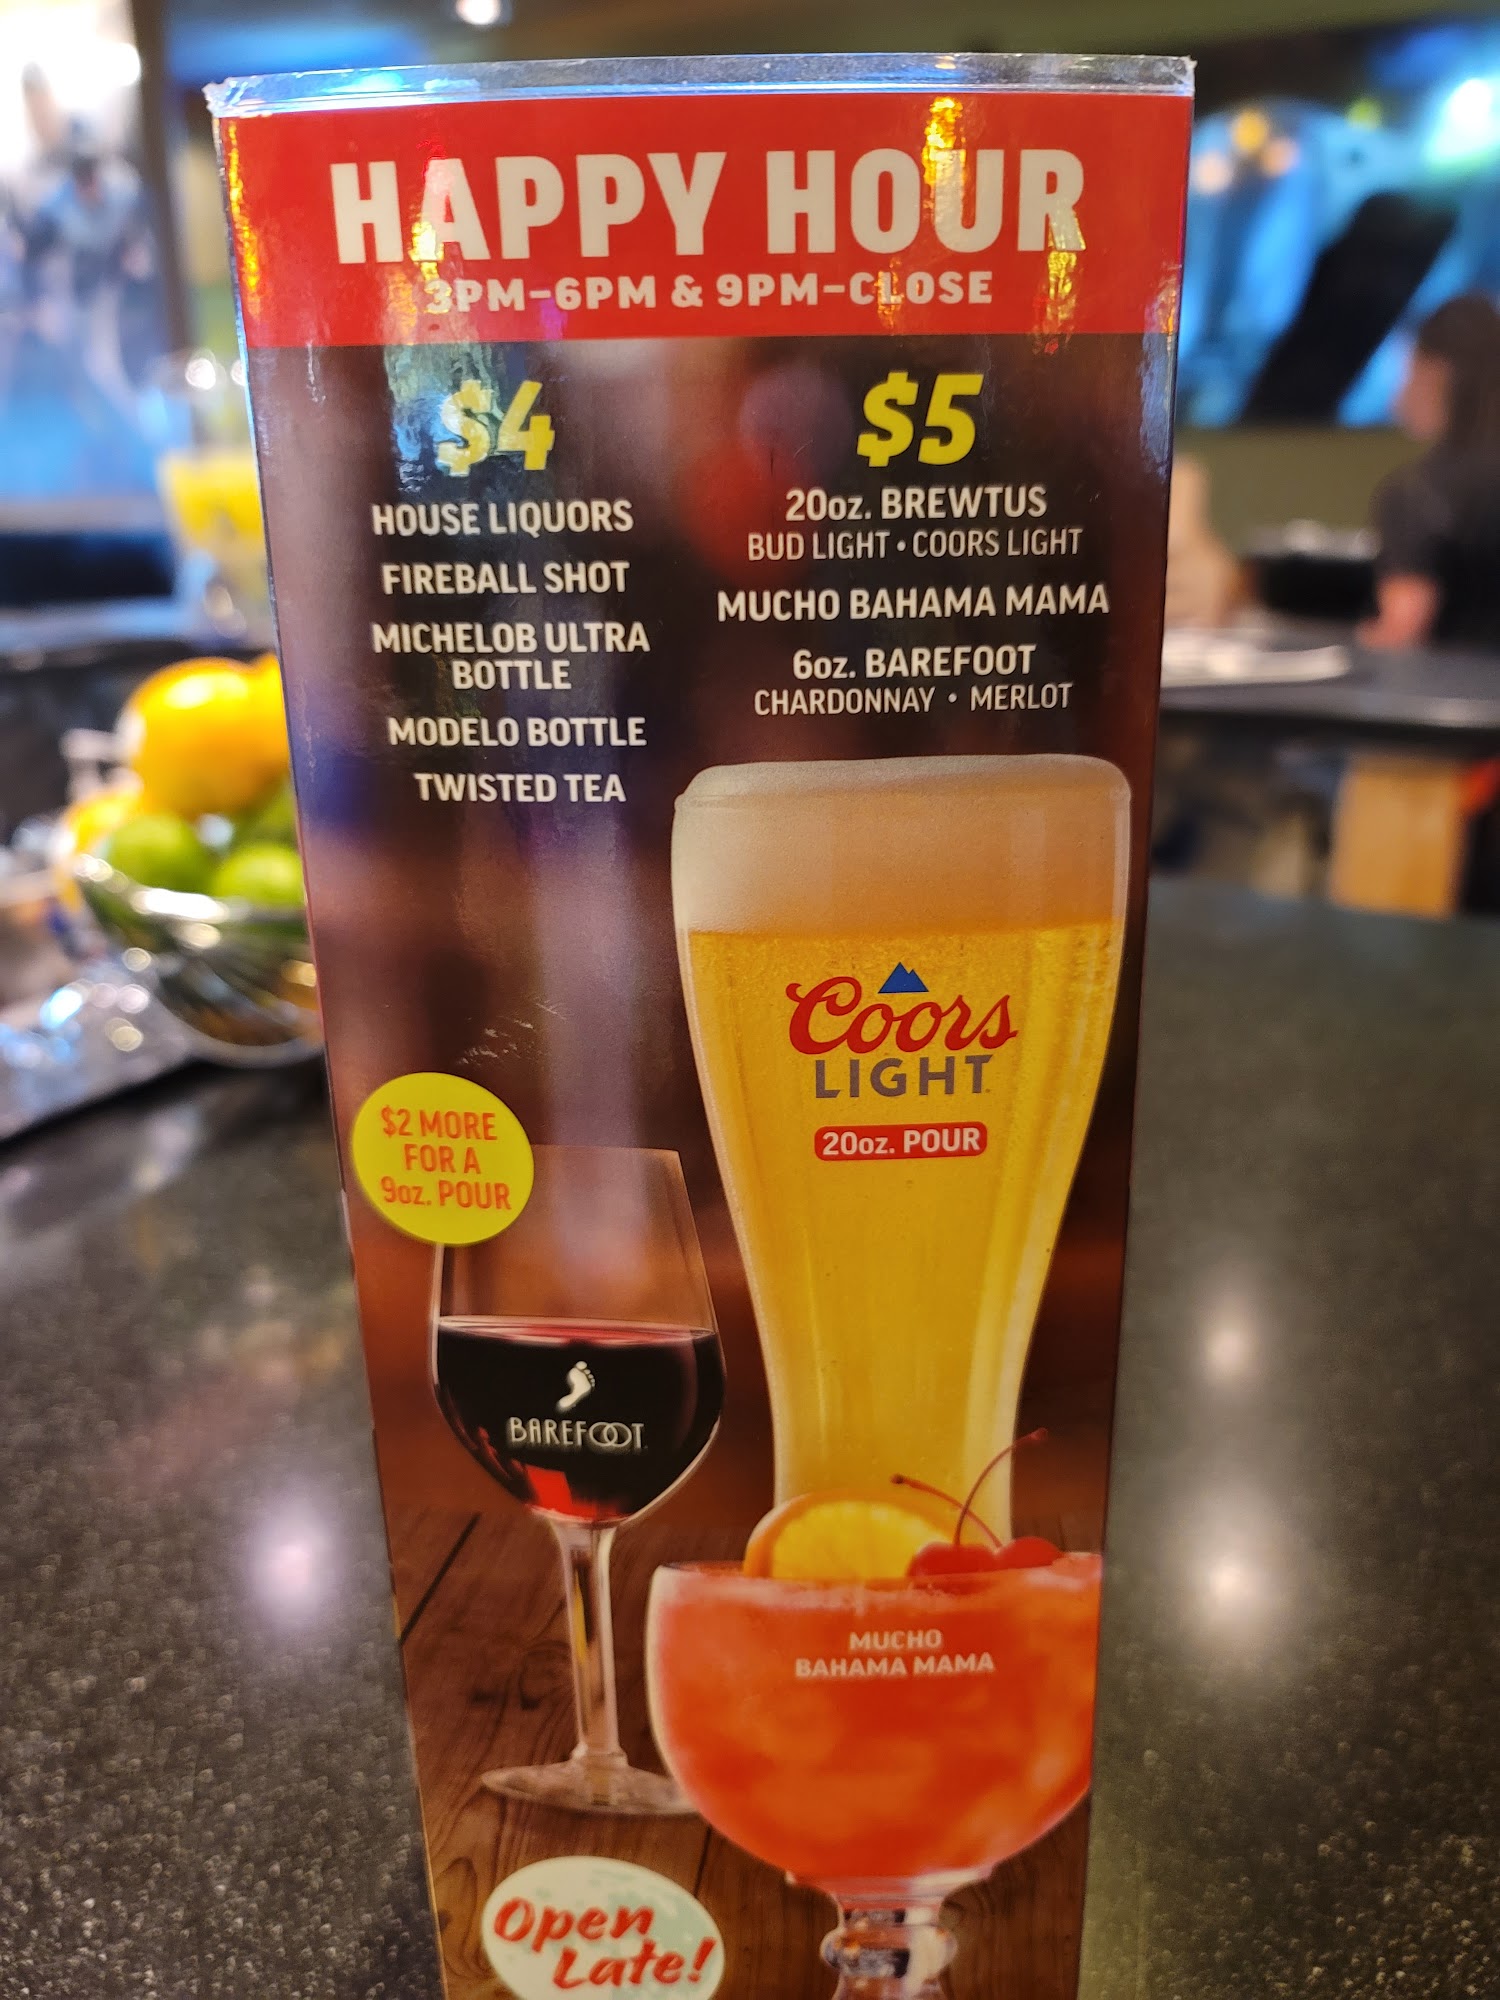 HAPPY HOUR
3PM–6PM & 9PM–CLOSE
$4
HOUSE LIQUORS
FIREBALL SHOT
MICHELOB ULTRA
BOTTLE
MODELO BOTTLE
TWISTED TEA
$5
20oz. BREWTUS
BUD LIGHT • COORS LIGHT
MUCHO BAHAMA MAMA
6oz. BAREFOOT
CHARDONNAY • MERLOT
Coors
LIGHT
20oz. POUR
$2 MORE
FOR A
9oz. POUR
BAREFOOT
MUCHO
BAHAMA MAMA
Open
Late!